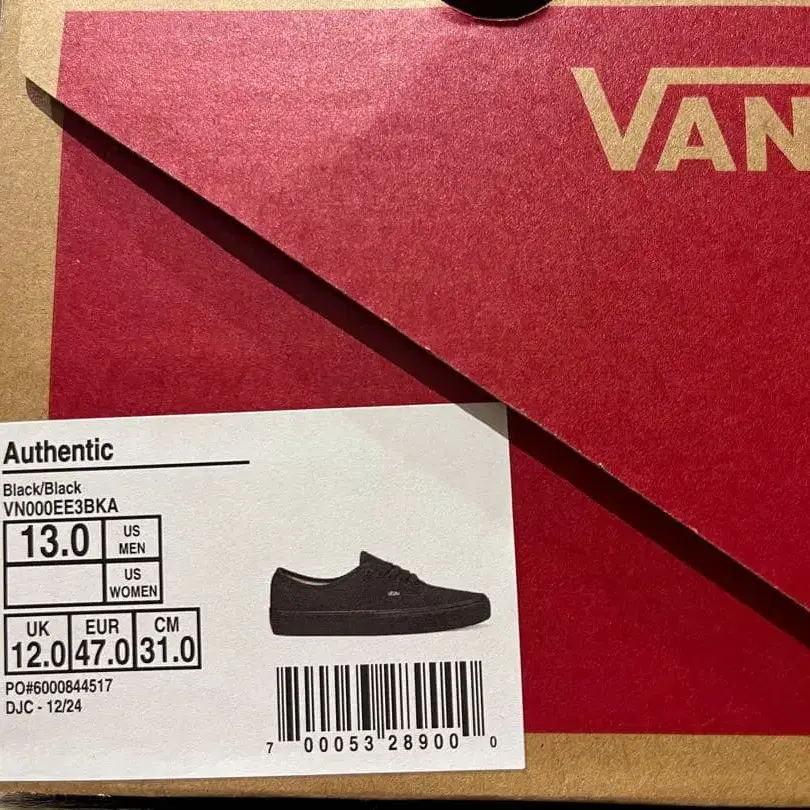 VAN
Authentic
Black/Black
VN000EE3BKA
13.0 US MEN
US WOMEN
UK EUR CM
12.0 47.0 31.0
PO#6000844517
DJC - 12/24
7 00053 28900 0